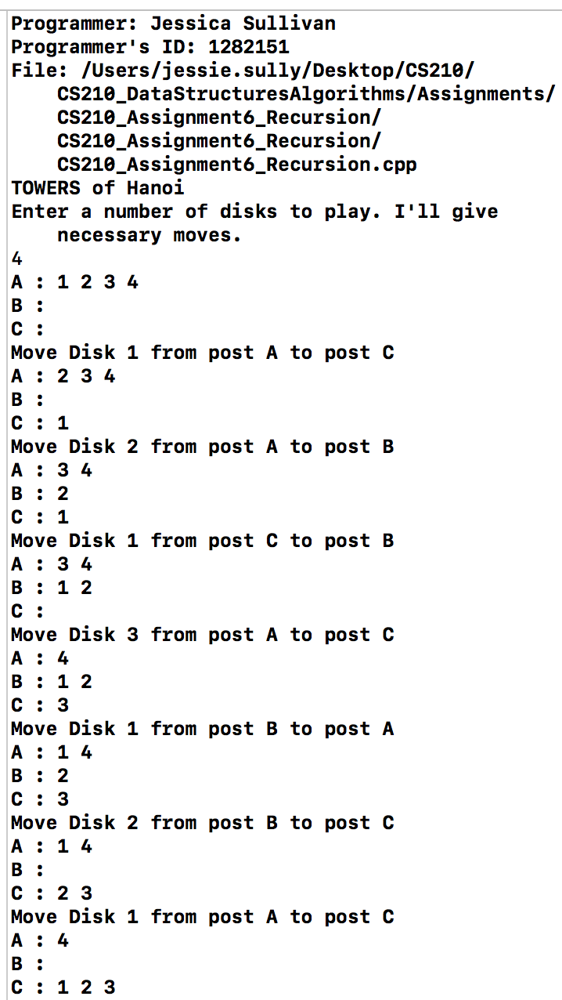 Programmer: Jessica Sullivan
Programmer's ID: 1282151
File: /Users/jessie.sully/Desktop/CS210/
CS210_DataStructuresAlgorithms/Assignments/
CS210_Assignment6_Recursion/
CS210_Assignment6_Recursion/
CS210_Assignment6_Recursion.cpp
TOWERS of Hanoi
Enter a number of disks to play. I'll give
necessary moves.
4
A : 1 2 3 4
B :
C :
Move Disk 1 from post A to post C
A : 2 3 4
B :
C : 1
Move Disk 2 from post A to post B
A : 3 4
B : 2
C : 1
Move Disk 1 from post C to post B
A : 3 4
B : 1 2
C :
Move Disk 3 from post A to post C
A : 4
B : 1 2
C : 3
Move Disk 1 from post B to post A
A : 1 4
B : 2
C : 3
Move Disk 2 from post B to post C
A : 1 4
B :
C : 2 3
Move Disk 1 from post A to post C
A : 4
B :
C : 1 2 3